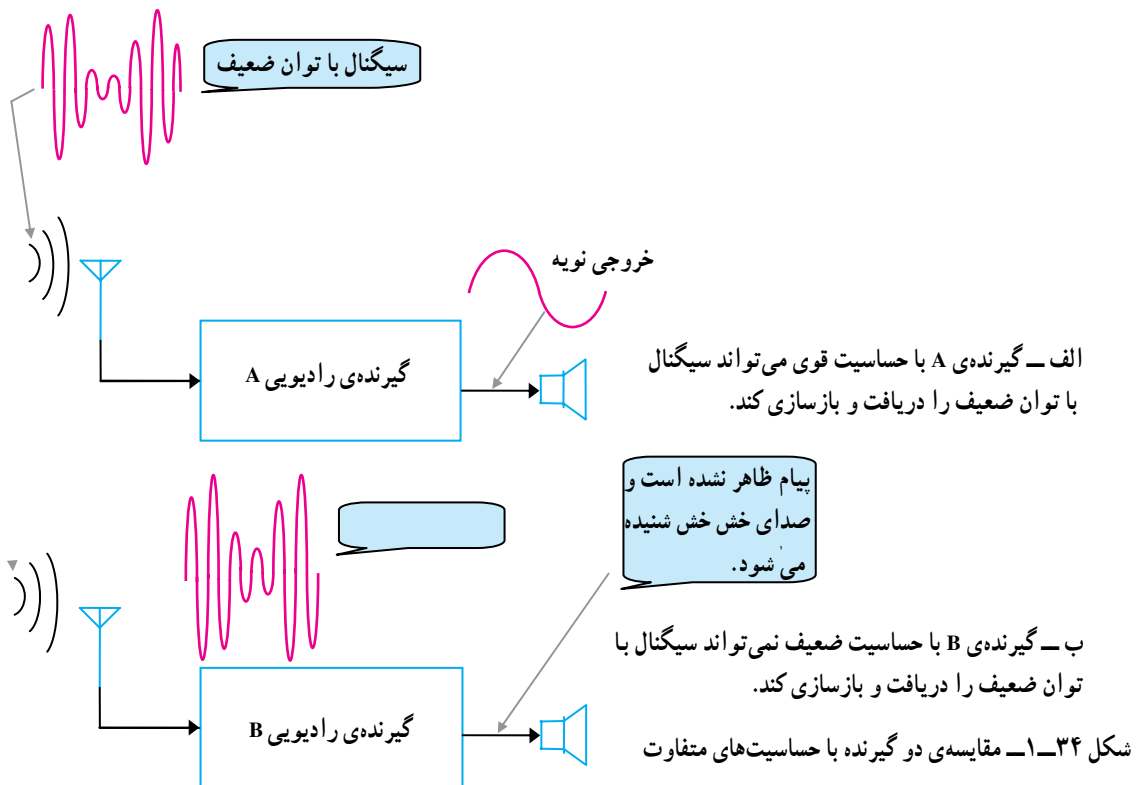 سیگنال با توان ضعیف
خروجی نویه
گیرنده‌ی رادیویی A
الف ــ گیرنده‌ی A با حساسیت قوی می‌تواند سیگنال
با توان ضعیف را دریافت و بازسازی کند.
پیام ظاهر نشده است و
صدای خش خش شنیده
می‌شود.
ب ــ گیرنده‌ی B با حساسیت ضعیف نمی‌تواند سیگنال با
توان ضعیف را دریافت و بازسازی کند.
گیرنده‌ی رادیویی B
شکل ۳۴ــ۱ــ مقایسه‌ی دو گیرنده با حساسیت‌های متفاوت